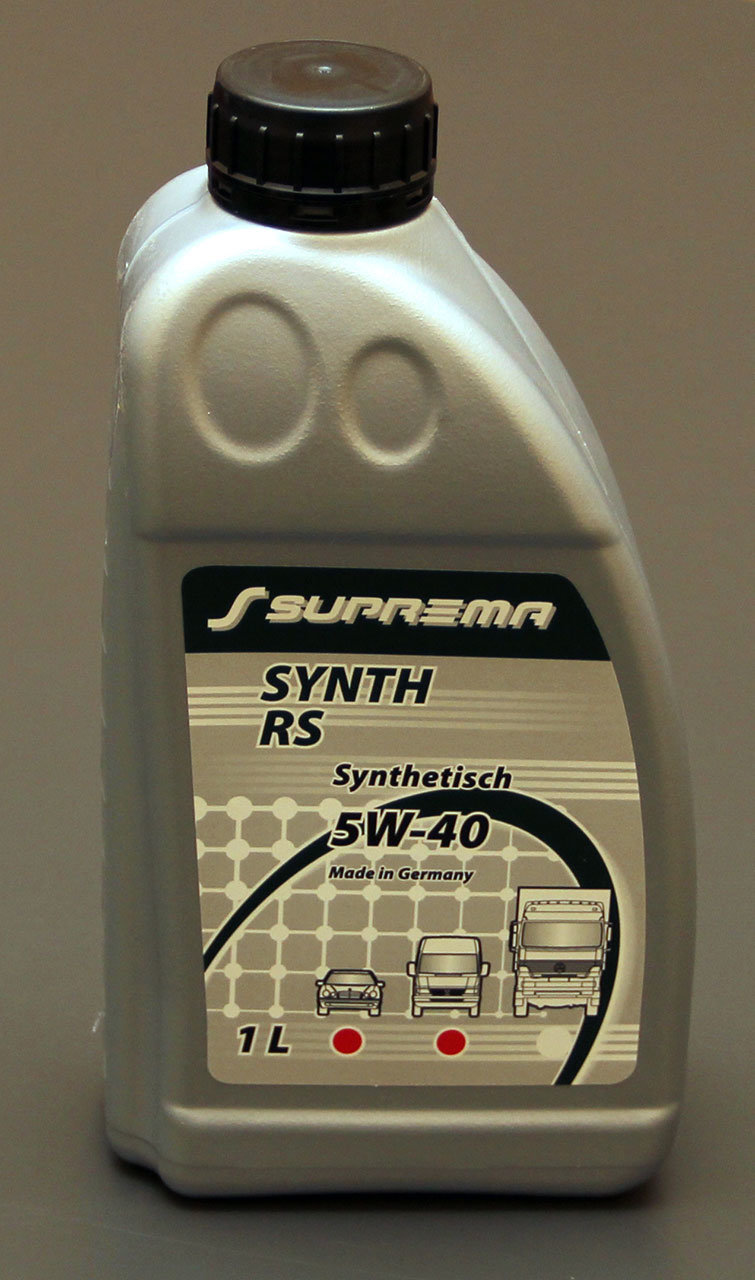 SUPREMA
SYNTH
RS
Synthetisch
5W-40
Made in Germany
1 L